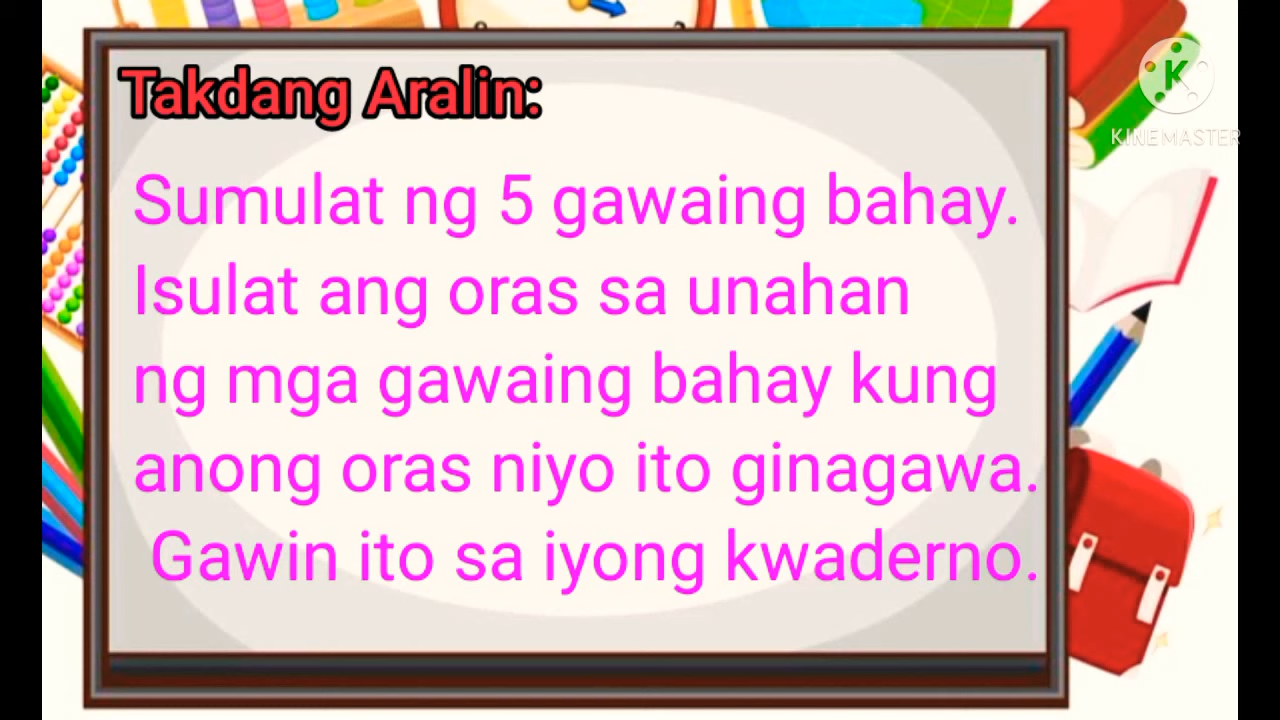 Takdang Aralin:
Sumulat ng 5 gawaing bahay.
Isulat ang oras sa unahan
ng mga gawaing bahay kung
anong oras niyo ito ginagawa.
Gawin ito sa iyong kwaderno.
K
KINEMASTER